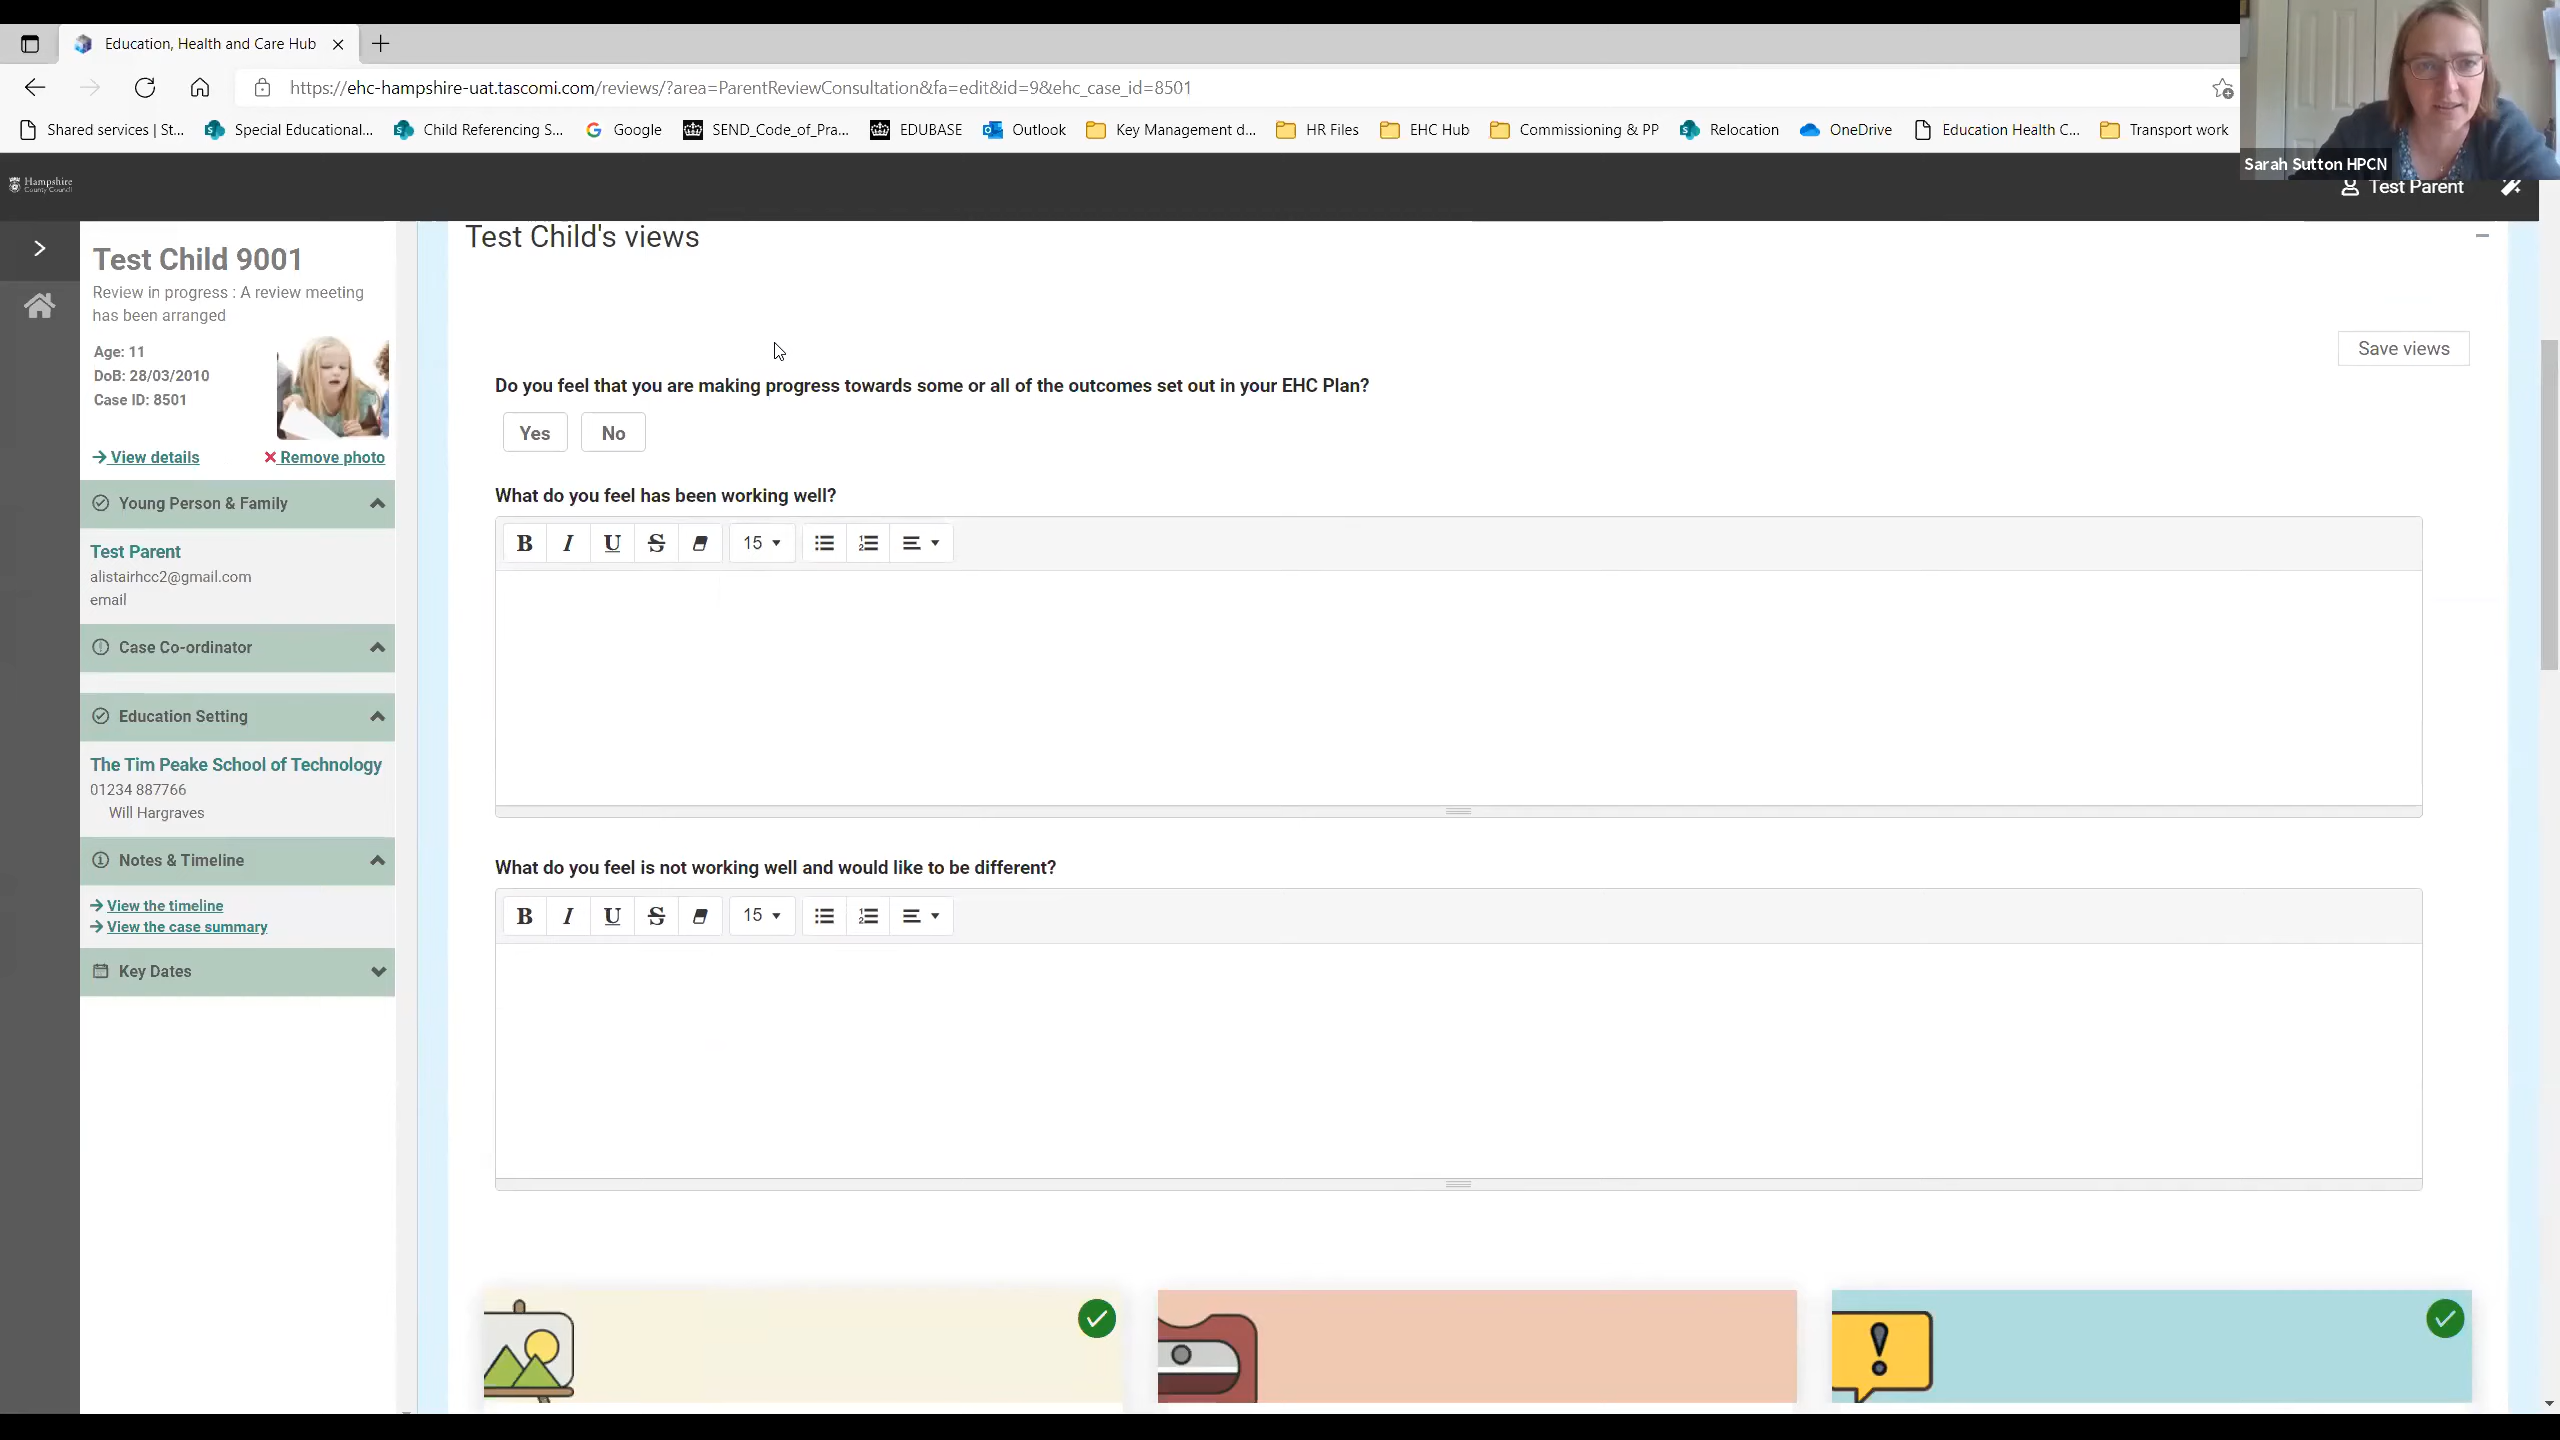 Education, Health and Care Hub
https://ehc-hampshire-uat.tascomi.com/reviews/?area=ParentReviewConsultation&fa=edit&id=9&ehc_case_id=8501
Shared services | St... Special Educational... Child Referencing S... Google SEND_Code_of_Pra... EDUBASE Outlook Key Management d... HR Files EHC Hub Commissioning & PP Relocation OneDrive Education Health C... Transport work
Sarah Sutton HPCN
Hampshire
County Council
Test Parent
Test Child 9001
Review in progress : A review meeting
has been arranged
Age: 11
DoB: 28/03/2010
Case ID: 8501
View details
Remove photo
Young Person & Family
Test Parent
alistairhcc2@gmail.com
email
Case Co-ordinator
Education Setting
The Tim Peake School of Technology
01234 887766
Will Hargraves
Notes & Timeline
View the timeline
View the case summary
Key Dates
Test Child's views
Save views
Do you feel that you are making progress towards some or all of the outcomes set out in your EHC Plan?
Yes No
What do you feel has been working well?
B I U S 15
What do you feel is not working well and would like to be different?
B I U S 15